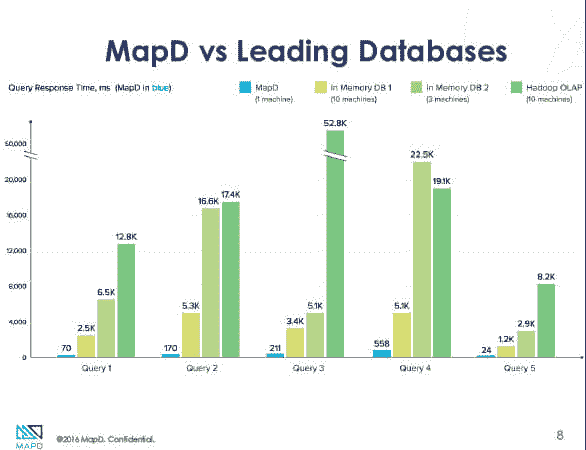 MapD vs Leading Databases
Query Response Time, ms (MapD in blue)
MapD
(1 machine)
In Memory DB 1
(10 machines)
In Memory DB 2
(3 machines)
Hadoop OLAP
(10 machines)
50,000
20,000
16,000
12,000
8,000
4,000
0
70
2.5K
6.5K
12.8K
170
5.3K
16.6K
17.4K
211
3.4K
5.1K
52.8K
558
5.1K
22.5K
19.1K
24
1.2K
2.9K
8.2K
Query 1
Query 2
Query 3
Query 4
Query 5
MAPD
©2016 MapD. Confidential.
8